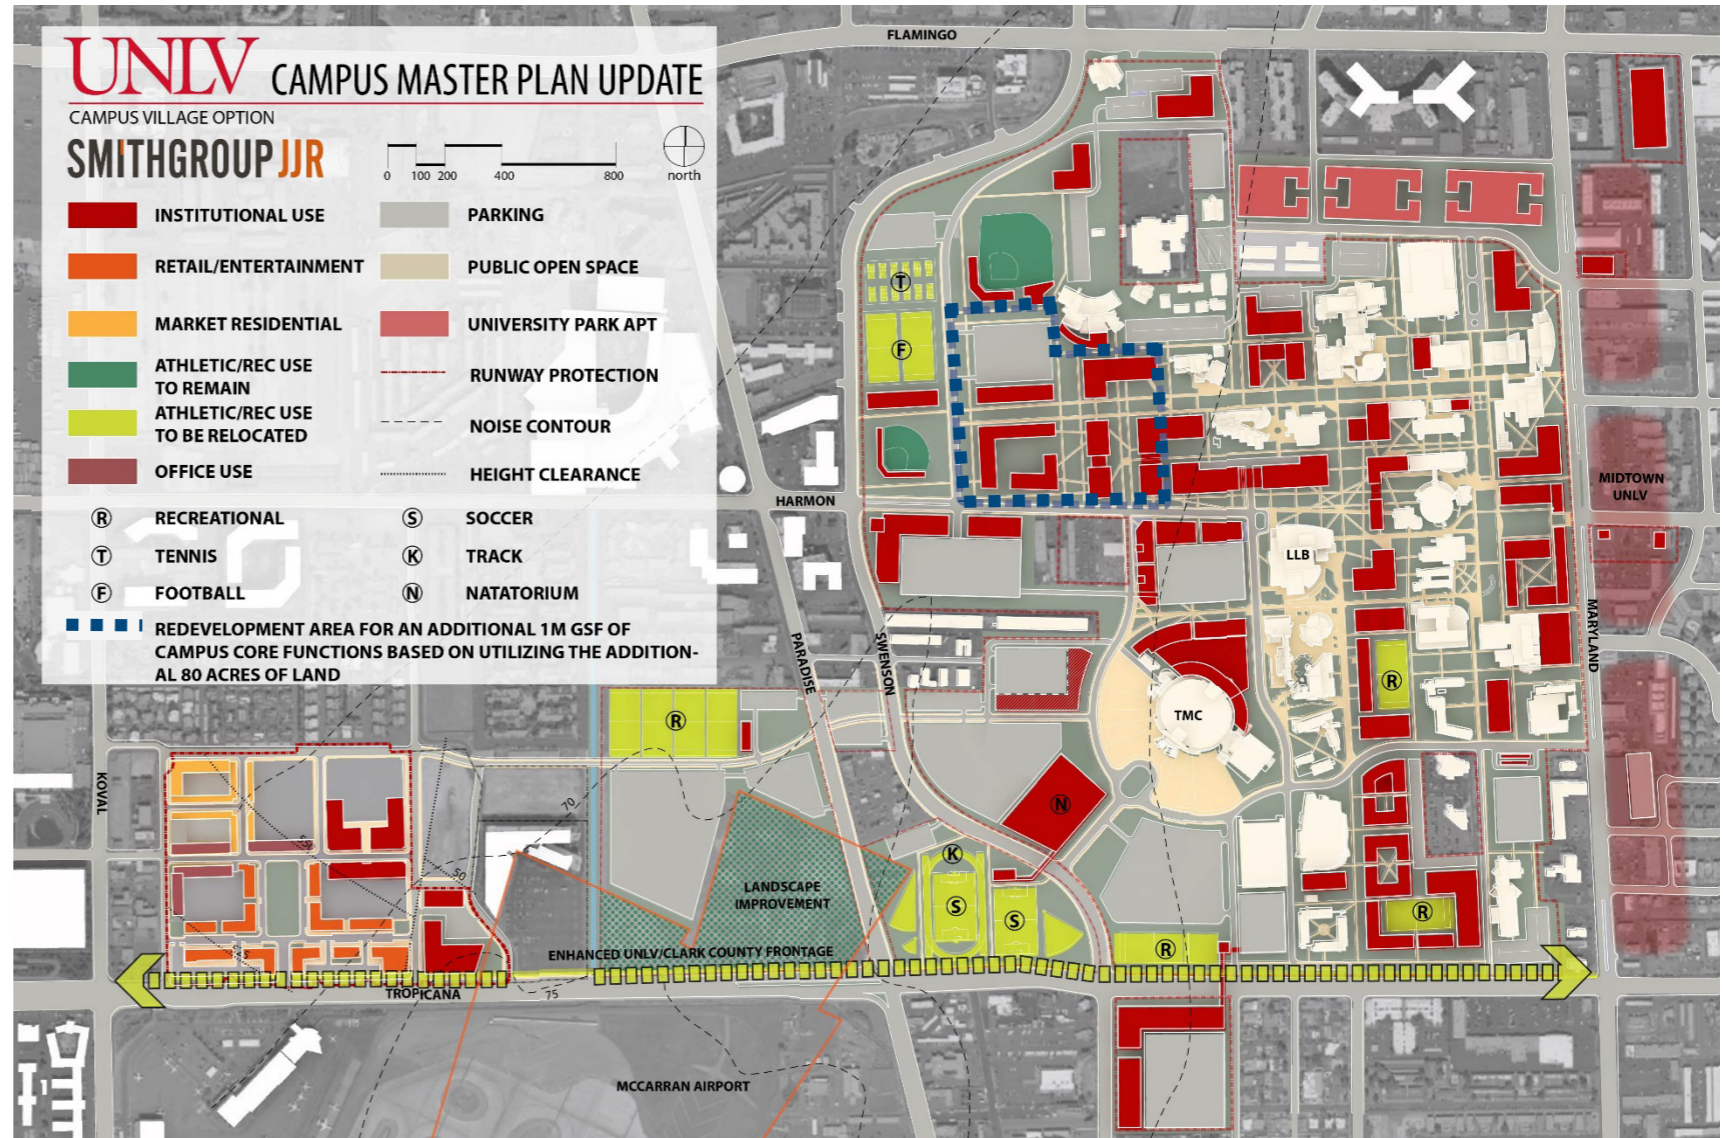 UNLV CAMPUS MASTER PLAN UPDATE
CAMPUS VILLAGE OPTION
SMITHGROUP JJR
0 100 200 400 800
north
INSTITUTIONAL USE
RETAIL/ENTERTAINMENT
MARKET RESIDENTIAL
ATHLETIC/REC USE
TO REMAIN
ATHLETIC/REC USE
TO BE RELOCATED
OFFICE USE
PARKING
PUBLIC OPEN SPACE
UNIVERSITY PARK APT
RUNWAY PROTECTION
NOISE CONTOUR
HEIGHT CLEARANCE
R RECREATIONAL
T TENNIS
F FOOTBALL
S SOCCER
K TRACK
N NATATORIUM
REDEVELOPMENT AREA FOR AN ADDITIONAL 1M GSF OF
CAMPUS CORE FUNCTIONS BASED ON UTILIZING THE ADDITION-
AL 80 ACRES OF LAND
FLAMINGO
T
F
HARMON
MIDTOWN
UNLV
LLB
MARYLAND
PARADISE
SWENSON
R
R
TMC
KOVAL
70
N
50
K
LANDSCAPE
IMPROVEMENT
S
S
R
R
ENHANCED UNLV/CLARK COUNTY FRONTAGE
TROPICANA
75
MCCARRAN AIRPORT